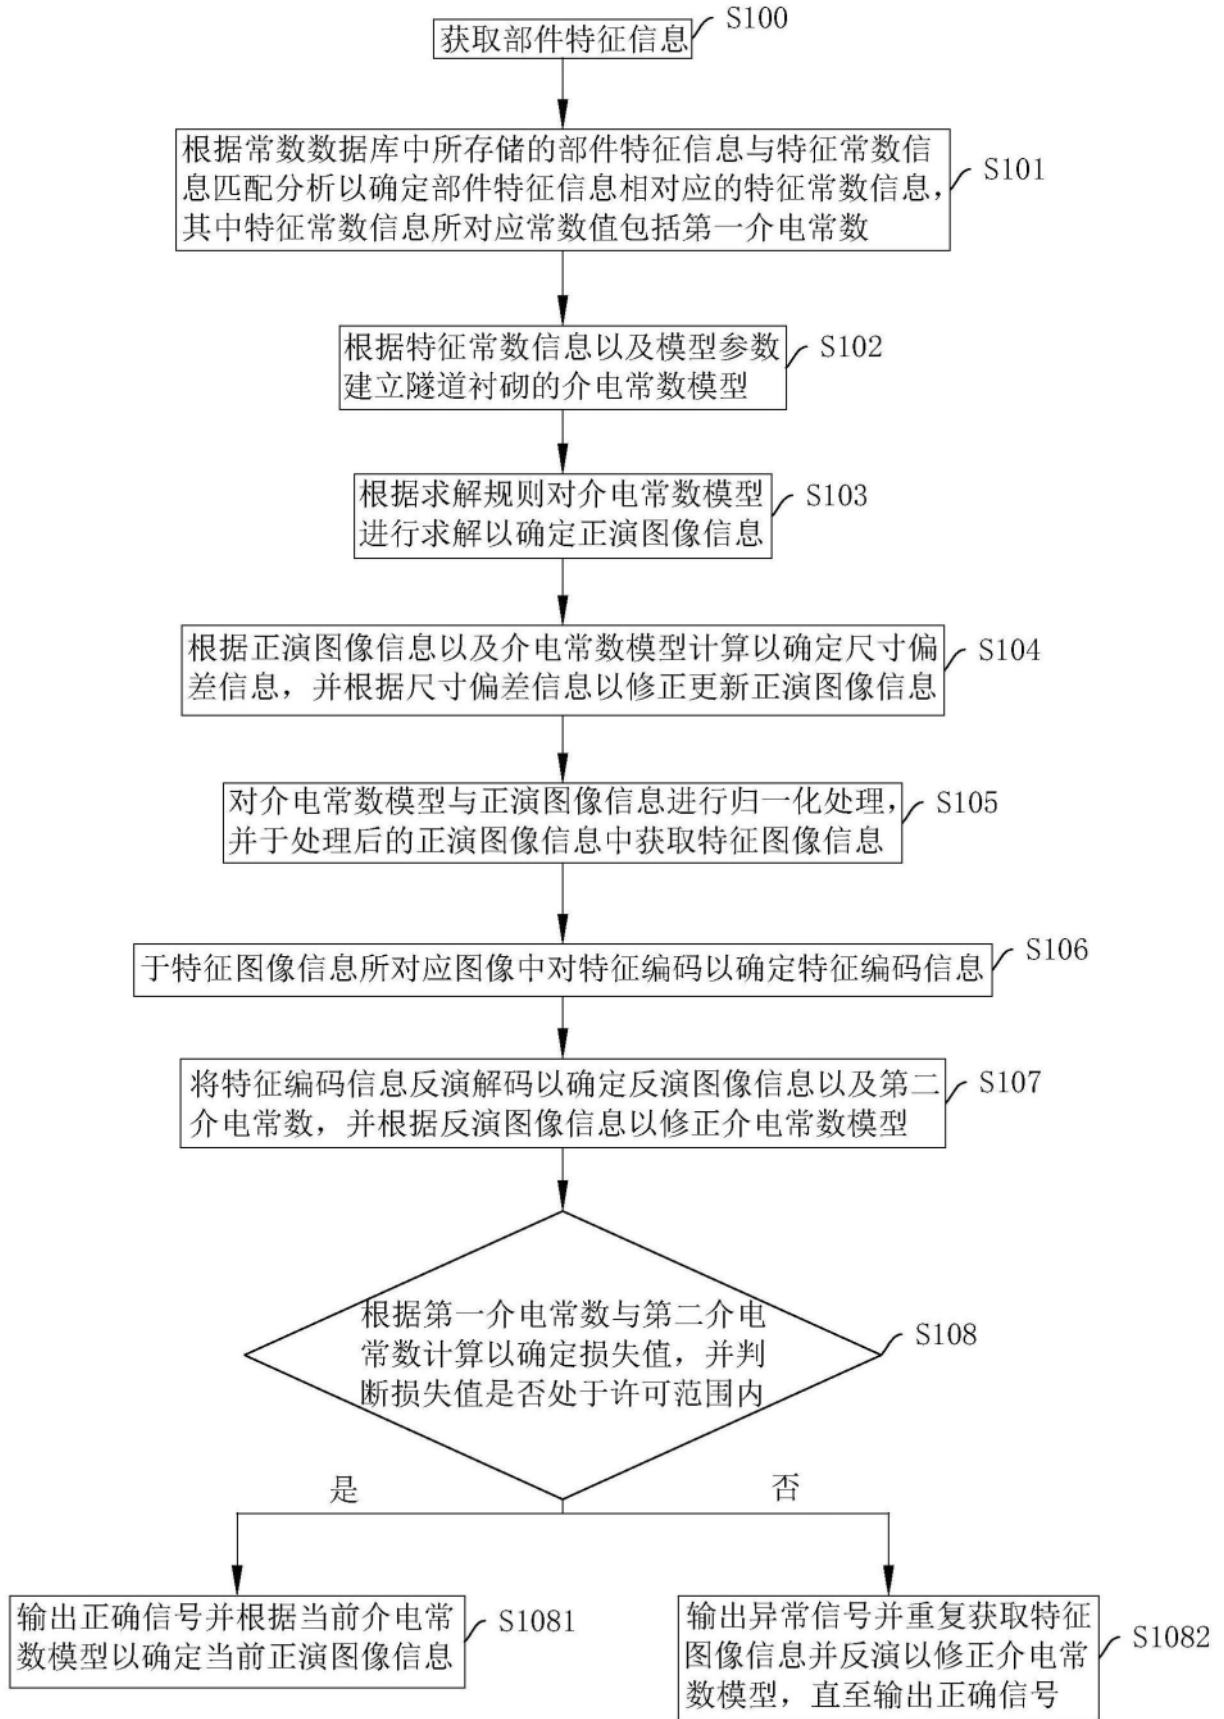 获取部件特征信息
S100
根据常数数据库中所存储的部件特征信息与特征常数信
息匹配分析以确定部件特征信息相对应的特征常数信息，
其中特征常数信息所对应常数值包括第一介电常数
S101
根据特征常数信息以及模型参数
建立隧道衬砌的介电常数模型
S102
根据求解规则对介电常数模型
进行求解以确定正演图像信息
S103
根据正演图像信息以及介电常数模型计算以确定尺寸偏
差信息，并根据尺寸偏差信息以修正更新正演图像信息
S104
对介电常数模型与正演图像信息进行归一化处理，
并于处理后的正演图像信息中获取特征图像信息
S105
于特征图像信息所对应图像中对特征编码以确定特征编码信息
S106
将特征编码信息反演解码以确定反演图像信息以及第二
介电常数，并根据反演图像信息以修正介电常数模型
S107
根据第一介电常数与第二介电
常数计算以确定损失值，并判
断损失值是否处于许可范围内
S108
是
否
输出正确信号并根据当前介电常
数模型以确定当前正演图像信息
S1081
输出异常信号并重复获取特征
图像信息并反演以修正介电常
数模型，直至输出正确信号
S1082